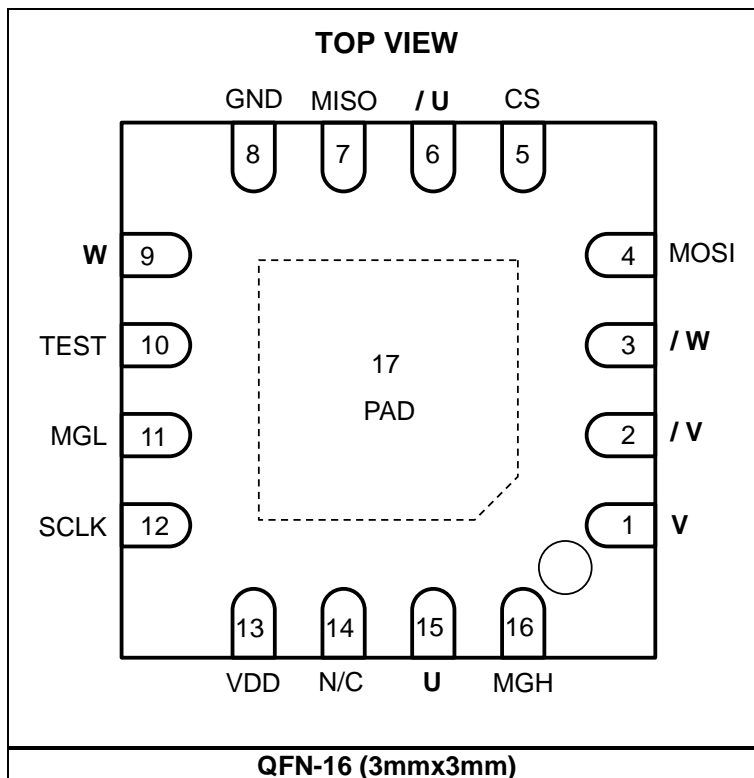 TOP VIEW
GND MISO / U CS
8 7 6 5
W 9 4 MOSI
TEST 10 3 / W
17
PAD
MGL 11 2 / V
SCLK 12 1 V
13 14 15 16
VDD N/C U MGH
QFN-16 (3mmx3mm)